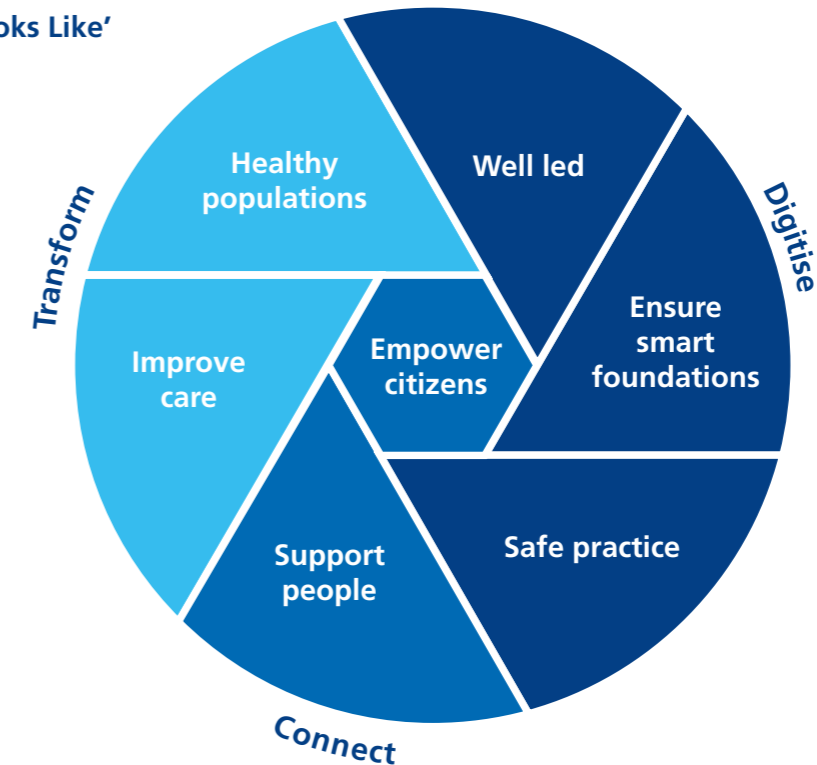 oks Like’
Healthy
populations
Well led
Transform
Digitise
Ensure
smart
foundations
Improve
care
Empower
citizens
Support
people
Safe practice
Connect